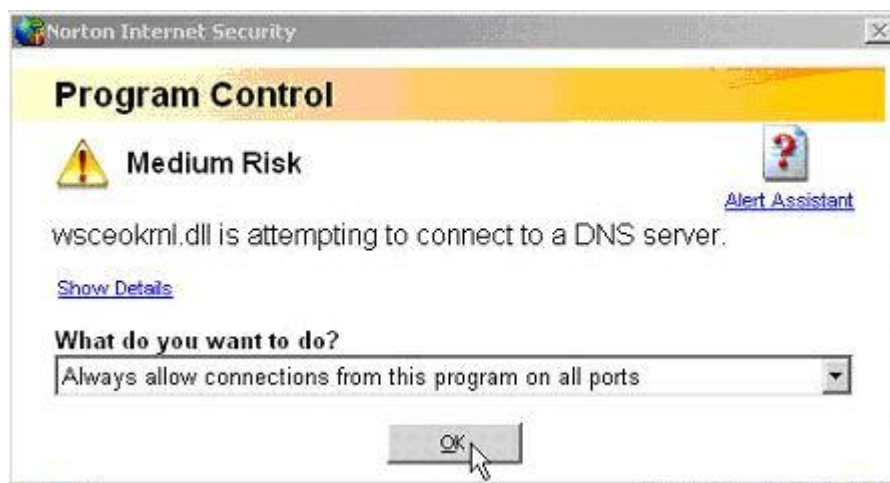 Norton Internet Security
Program Control
Medium Risk
Alert Assistant
wsceokrnl.dll is attempting to connect to a DNS server.
Show Details
What do you want to do?
Always allow connections from this program on all ports
OK